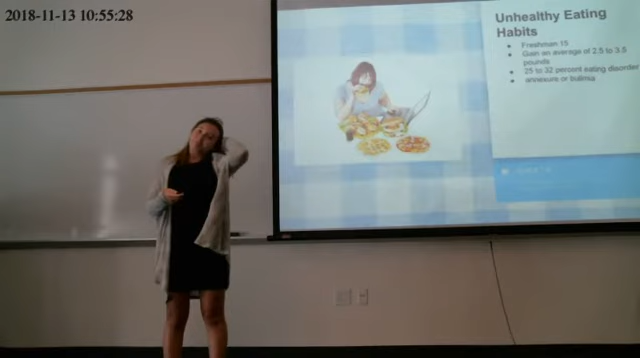 2018-11-13 10:55:28
Unhealthy Eating
Habits
Freshman 15
Gain an average of 2.5 to 3.5
pounds
25 to 32 percent eating disorder
annexure or bulimia